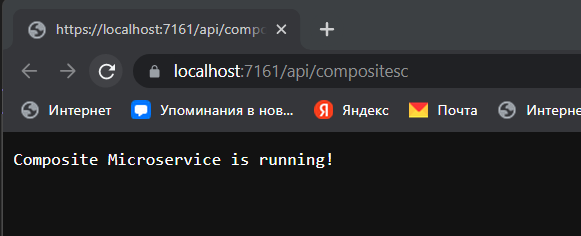 https://localhost:7161/api/compo
localhost:7161/api/compositesc
Интернет Упоминания в нов... Яндекс Почта Интерне
Composite Microservice is running!